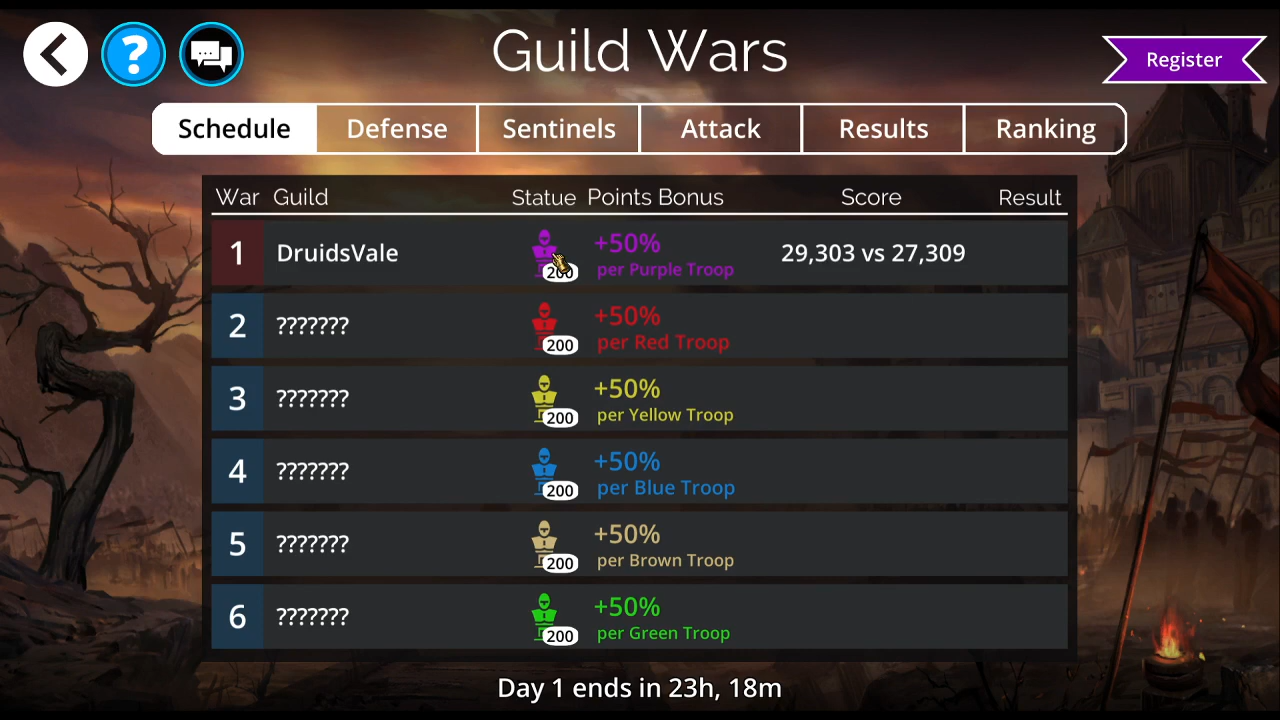 ?
Guild Wars
Register
Schedule
Defense
Sentinels
Attack
Results
Ranking
War Guild Statue Points Bonus Score Result
1 DruidsVale 200 +50% 29,303 vs 27,309
per Purple Troop
2 ??????? 200 +50%
per Red Troop
3 ??????? 200 +50%
per Yellow Troop
4 ??????? 200 +50%
per Blue Troop
5 ??????? 200 +50%
per Brown Troop
6 ??????? 200 +50%
per Green Troop
Day 1 ends in 23h, 18m